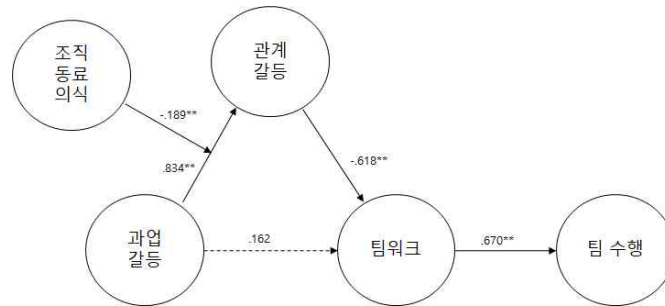 조직
동료
의식
관계
갈등
-.189**
.834**
-.618**
과업
갈등
.162
팀워크
.670**
팀 수행